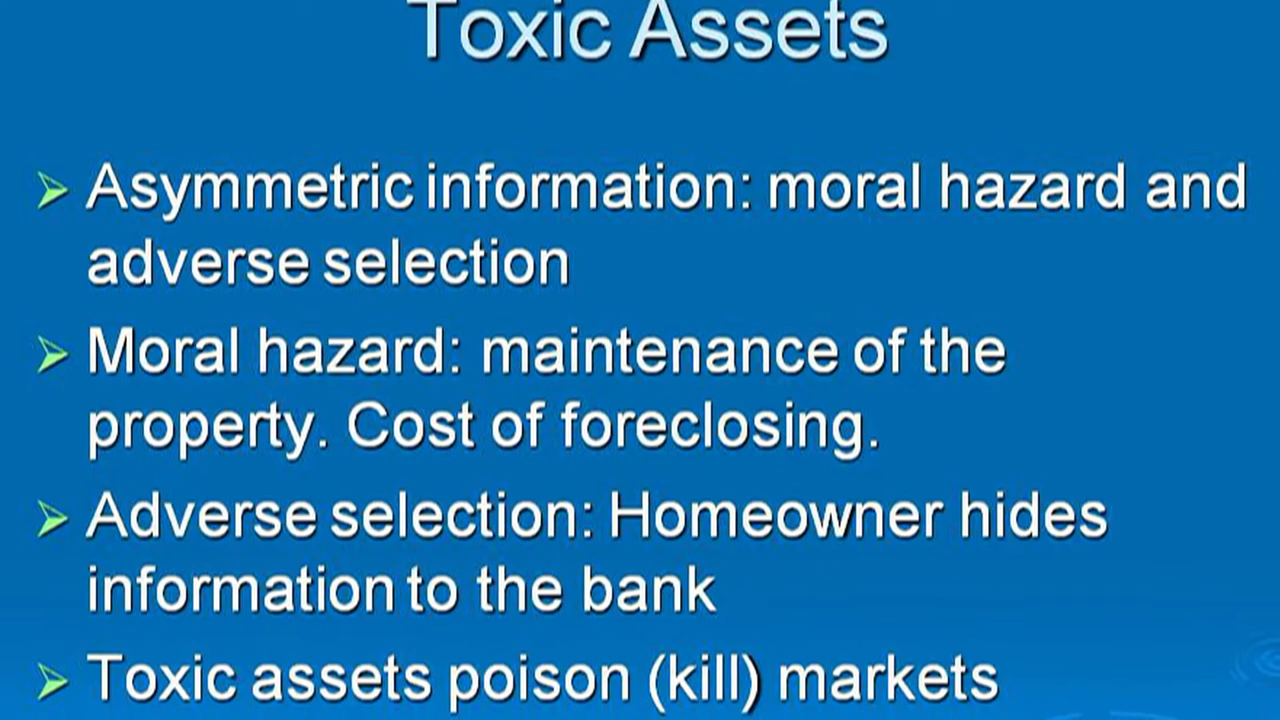 Toxic Assets
Asymmetric information: moral hazard and
adverse selection
Moral hazard: maintenance of the
property. Cost of foreclosing.
Adverse selection: Homeowner hides
information to the bank
Toxic assets poison (kill) markets